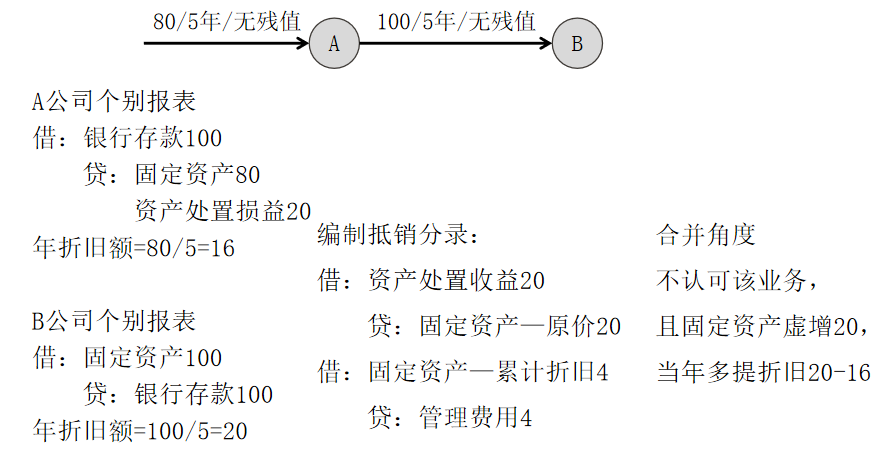 80/5年/无残值
A
100/5年/无残值
B
A公司个别报表
借：银行存款100
贷：固定资产80
资产处置损益20
年折旧额=80/5=16
B公司个别报表
借：固定资产100
贷：银行存款100
年折旧额=100/5=20
编制抵销分录：
借：资产处置收益20
贷：固定资产—原价20
借：固定资产—累计折旧4
贷：管理费用4
合并角度
不认可该业务，
且固定资产虚增20，
当年多提折旧20-16